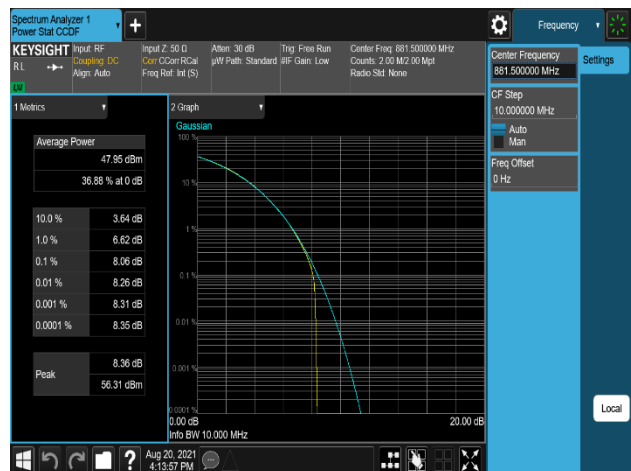 Spectrum Analyzer 1
Power Stat CCDF
+
Frequency
KEYSIGHT
RL
LW
Input: RF
Coupling: DC
Align: Auto
Input Z: 50 Ω
Corr CCorr RCal
Freq Ref: Int (S)
Atten: 30 dB
µW Path: Standard
Trig: Free Run
#IF Gain: Low
Center Freq: 881.500000 MHz
Counts: 2.00 M/2.00 Mpt
Radio Std: None
Center Frequency
881.500000 MHz
Settings
CF Step
10.000000 MHz
Auto
Man
Freq Offset
0 Hz
1 Metrics
Average Power
47.95 dBm
36.88 % at 0 dB
10.0 % 3.64 dB
1.0 % 6.62 dB
0.1 % 8.06 dB
0.01 % 8.26 dB
0.001 % 8.31 dB
0.0001 % 8.35 dB
Peak
8.36 dB
56.31 dBm
2 Graph
Gaussian
100 %
10 %
1 %
0.1 %
0.01 %
0.001 %
0.0001 %
0.00 dB
20.00 dB
Info BW 10.000 MHz
Local
?
Aug 20, 2021
4:13:57 PM